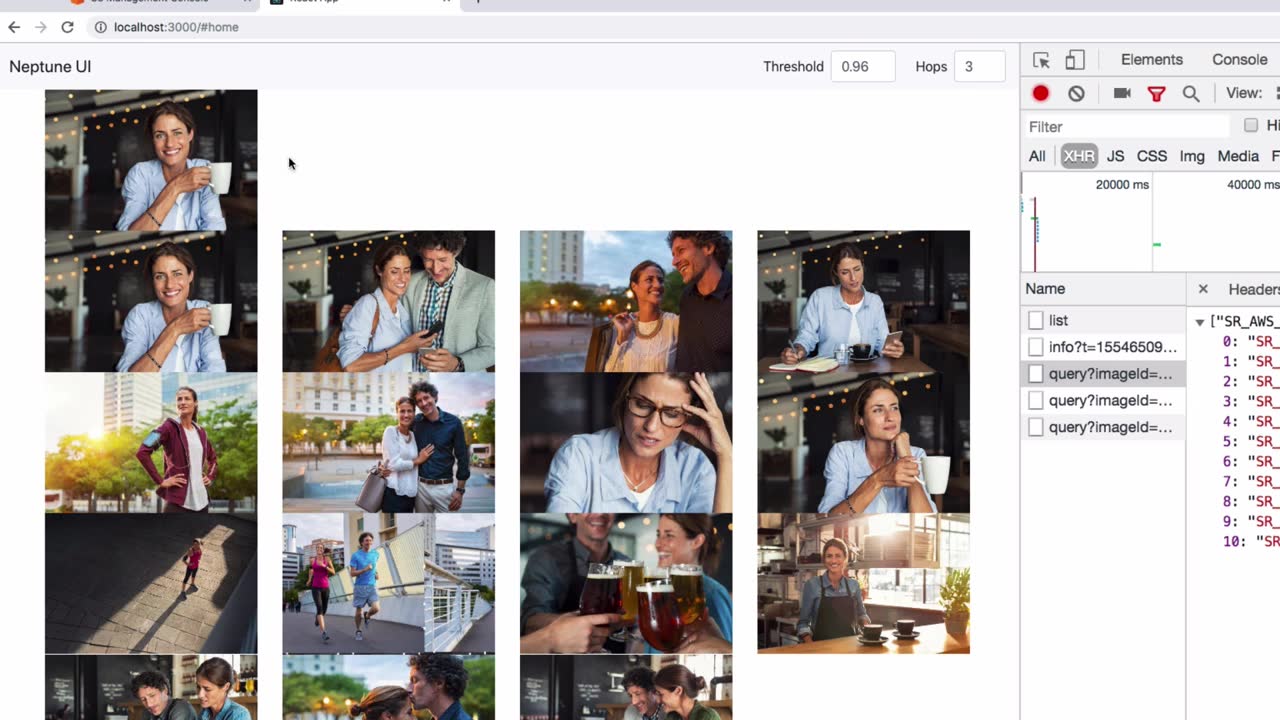 localhost:3000/#home
Neptune UI
Threshold 0.96 Hops 3
Elements Console
View:
Filter
All XHR JS CSS Img Media
20000 ms 40000 ms
Name
list
info?t=15546509...
query?imageId=...
query?imageId=...
query?imageId=...
Headers
["SR_AWS_
0: "SR_
1: "SR_
2: "SR_
3: "SR_
4: "SR_
5: "SR_
6: "SR_
7: "SR_
8: "SR_
9: "SR_
10: "SR